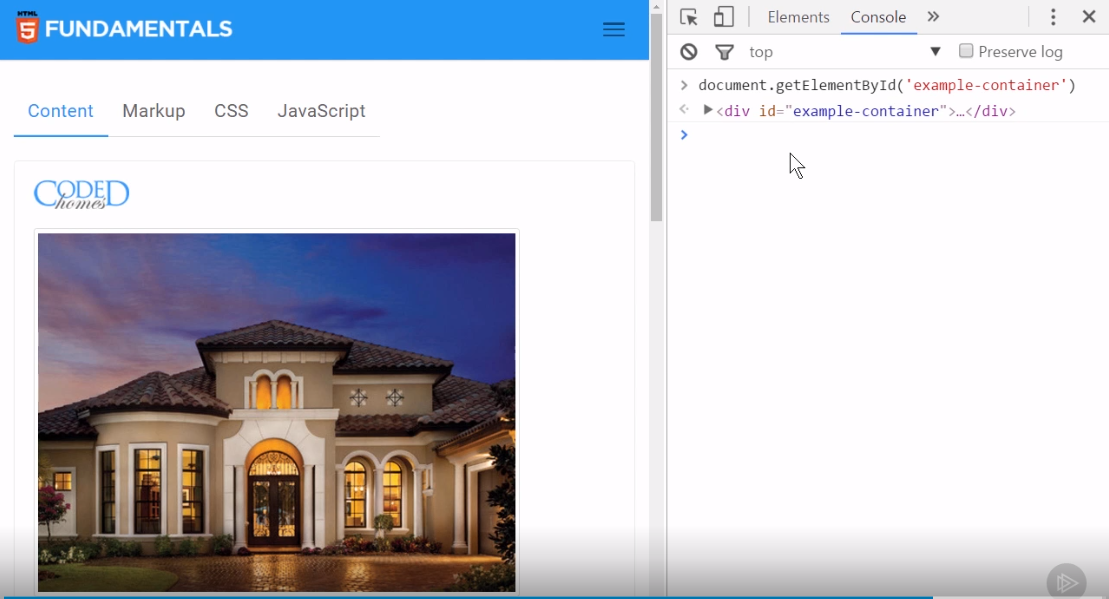 HTML
5 FUNDAMENTALS
Content Markup CSS JavaScript
CODED
homes
Elements Console »
top ▼ Preserve log
> document.getElementById('example-container')
<div id="example-container">…</div>
>